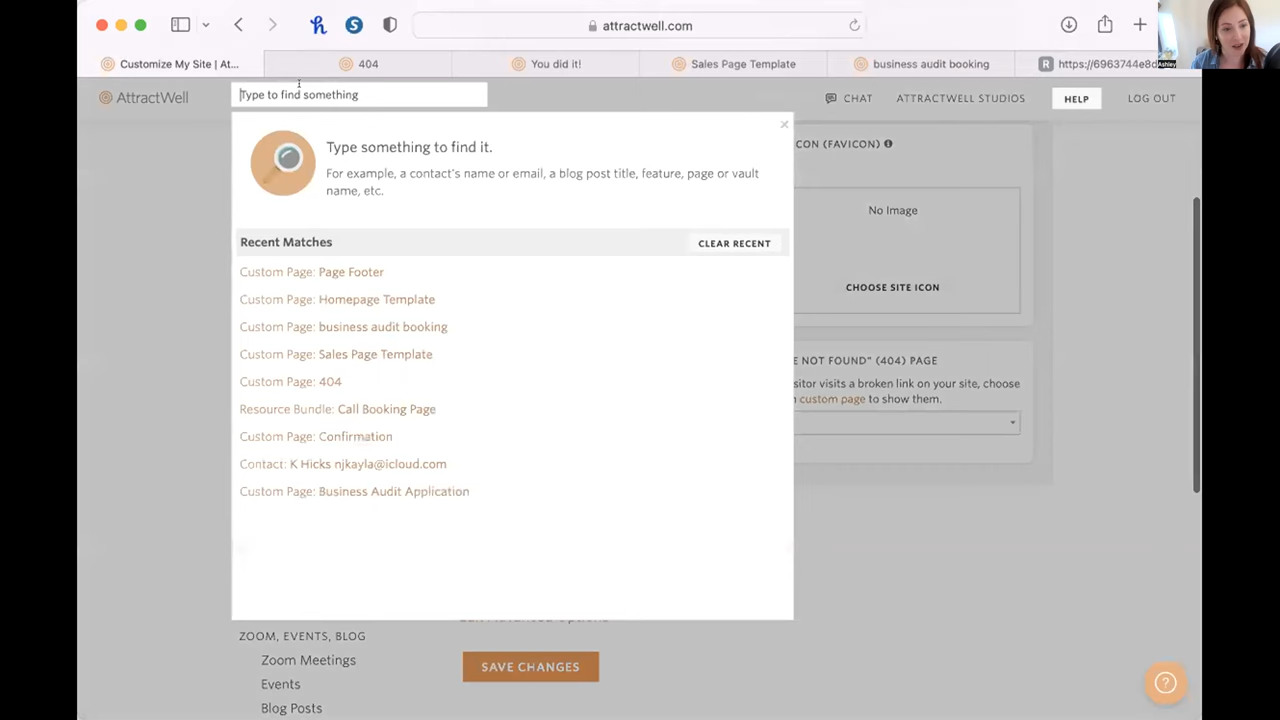 attractwell.com
Customize My Site | At...
404
You did it!
Sales Page Template
business audit booking
https://6963744e8c
Ashley
AttractWell
Type to find something
CHAT
ATTRACTWELL STUDIOS
HELP
LOG OUT
Type something to find it.
For example, a contact's name or email, a blog post title, feature, page or vault
name, etc.
Recent Matches
CLEAR RECENT
Custom Page: Page Footer
Custom Page: Homepage Template
Custom Page: business audit booking
Custom Page: Sales Page Template
Custom Page: 404
Resource Bundle: Call Booking Page
Custom Page: Confirmation
Contact: K Hicks njkayla@icloud.com
Custom Page: Business Audit Application
CON (FAVICON)
No Image
CHOOSE SITE ICON
E NOT FOUND" (404) PAGE
sitor visits a broken link on your site, choose
custom page to show them.
ZOOM, EVENTS, BLOG
Zoom Meetings
Events
Blog Posts
SAVE CHANGES